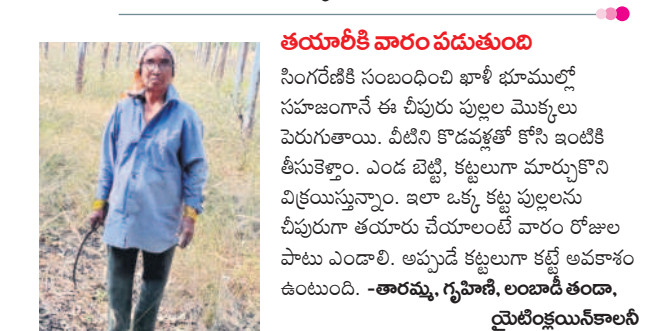 తయారీకి వారం పడుతుంది
సింగరేణికి సంబంధించి ఖాళీ భూముల్లో
సహజంగానే ఈ చీపురు పుల్లల మొక్కలు
పెరుగుతాయి. వీటిని కొడవళ్లతో కోసి ఇంటికి
తీసుకెళ్తాం. ఎండ బెట్టి, కట్టలుగా మార్చుకొని
విక్రయిస్తున్నాం. ఇలా ఒక్క కట్ట పుల్లలను
చీపురుగా తయారు చేయాలంటే వారం రోజుల
పాటు ఎండాలి. అప్పుడే కట్టలుగా కట్టే అవకాశం
ఉంటుంది. -తారమ్మ, గృహిణి, లంబాడీ తండా,
యైటింక్లయిన్‌కాలనీ